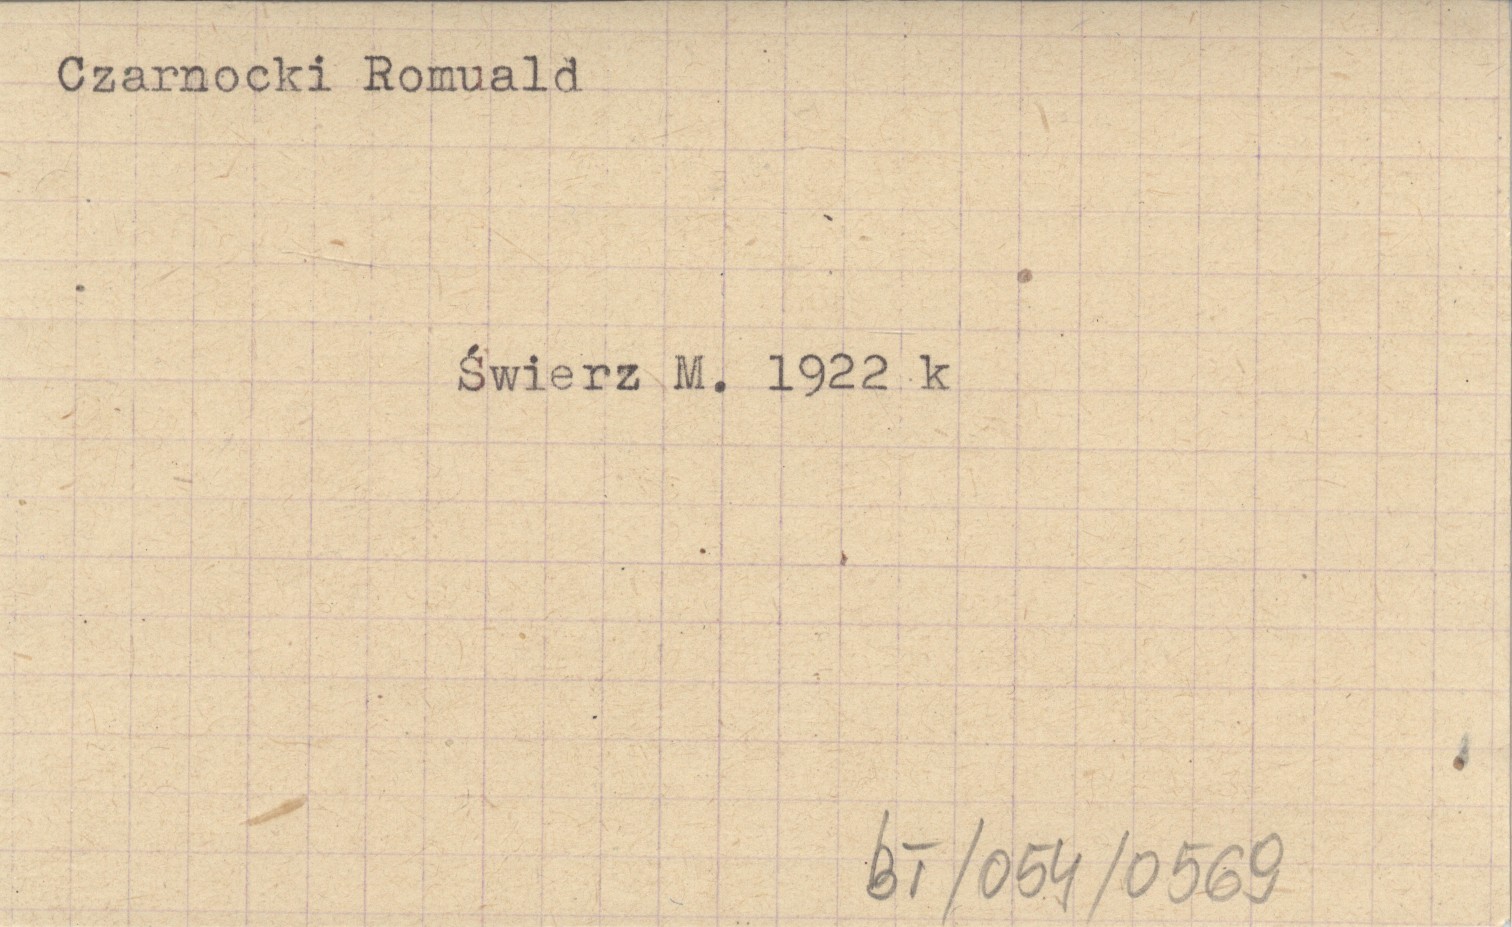 Czarnocki Romuald
Świerz M. 1922 k
BT/054/0569